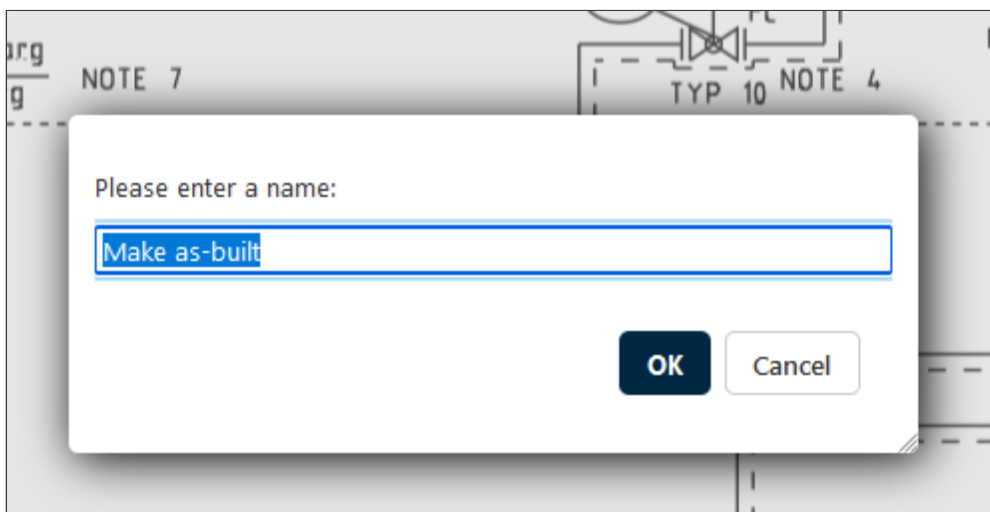 NOTE 7
g
TYP 10 NOTE 4
Please enter a name:
Make as-built
OK Cancel